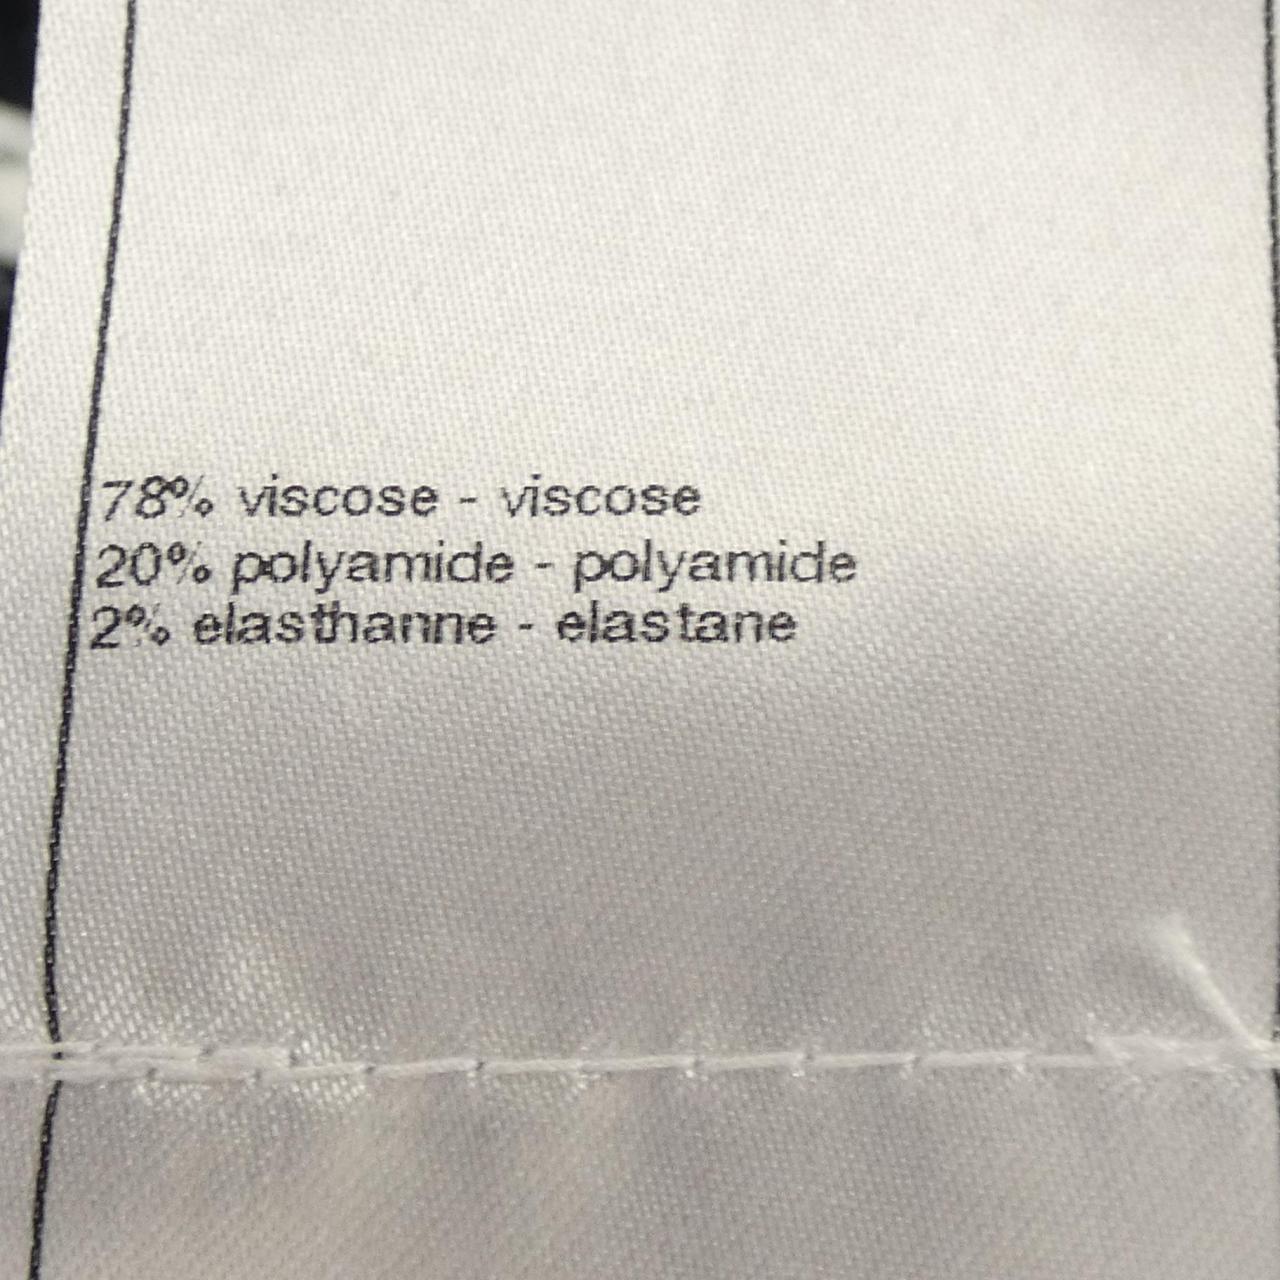 78% viscose - viscose
20% polyamide - polyamide
2% elasthanne - elastane